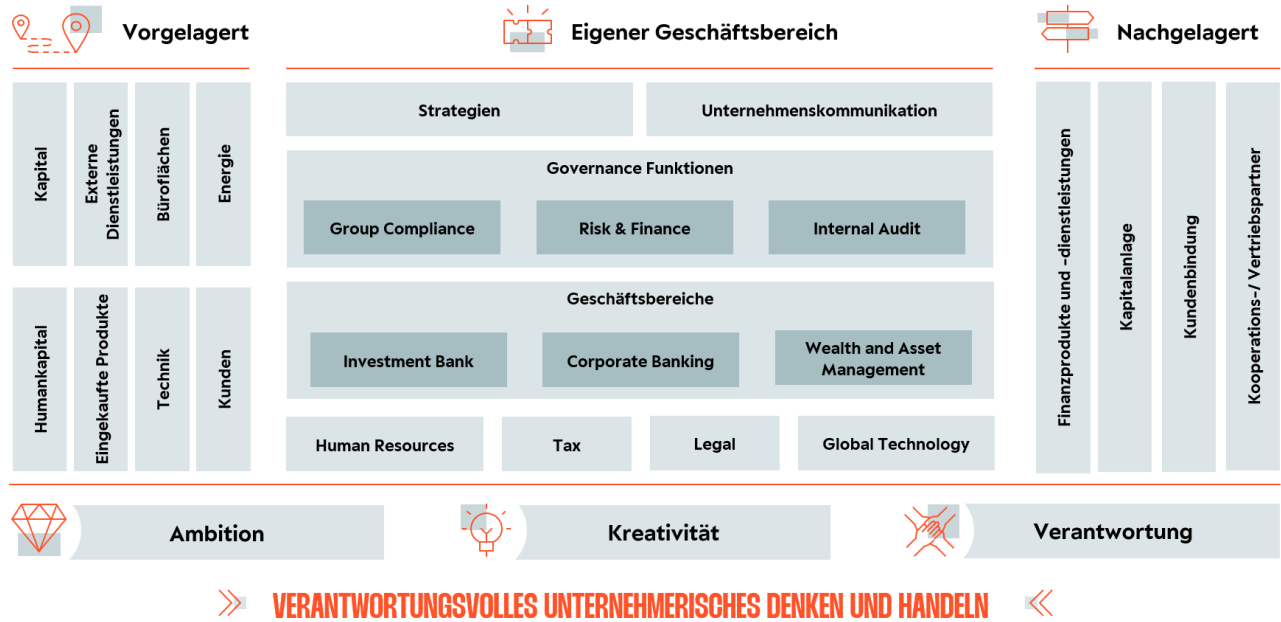 Vorgelagert
Kapital
Externe
Dienstleistungen
Büroflächen
Energie
Humankapital
Eingekaufte Produkte
Technik
Kunden
Eigener Geschäftsbereich
Strategien
Unternehmenskommunikation
Governance Funktionen
Group Compliance
Risk & Finance
Internal Audit
Geschäftsbereiche
Investment Bank
Corporate Banking
Wealth and Asset
Management
Human Resources
Tax
Legal
Global Technology
Nachgelagert
Finanzprodukte und -dienstleistungen
Kapitalanlage
Kundenbindung
Kooperations-/ Vertriebspartner
Ambition
Kreativität
Verantwortung
VERANTWORTUNGSVOLLES UNTERNEHMERISCHES DENKEN UND HANDELN